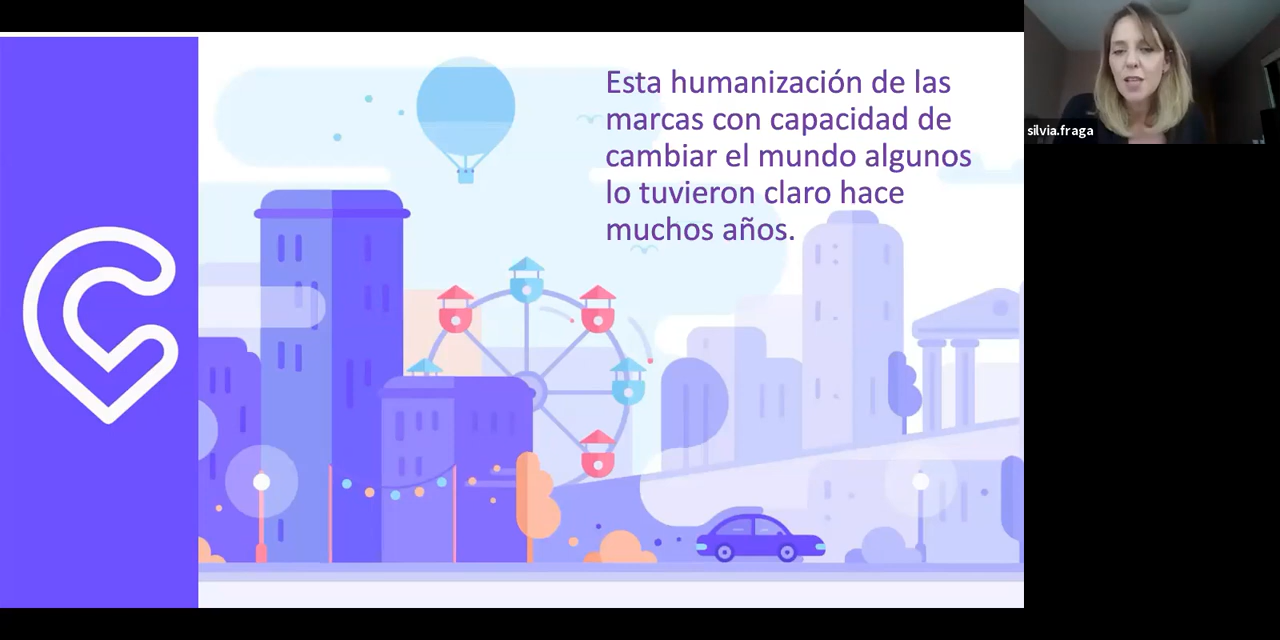 Esta humanización de las
marcas con capacidad de
cambiar el mundo algunos
lo tuvieron claro hace
muchos años.
silvia.fraga